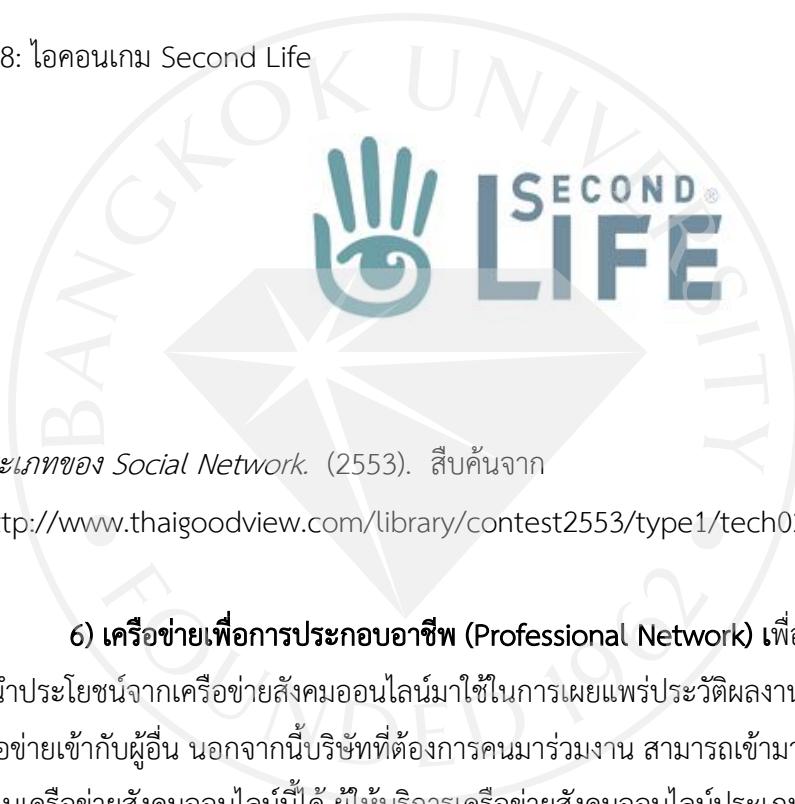 8: ไอคอนเกม Second Life
SECOND®
LIFE
ะเภทของ Social Network. (2553). สืบค้นจาก
ttp://www.thaigoodview.com/library/contest2553/type1/tech0
6) เครือข่ายเพื่อการประกอบอาชีพ (Professional Network) เพื่อ
นำประโยชน์จากเครือข่ายสังคมออนไลน์มาใช้ในการเผยแพร่ประวัติผลงาน
อข่ายเข้ากับผู้อื่น นอกจากนี้บริษัทที่ต้องการคนมาร่วมงาน สามารถเข้ามา
BANGKOK UNIVERSITY
FOUNDED 1962